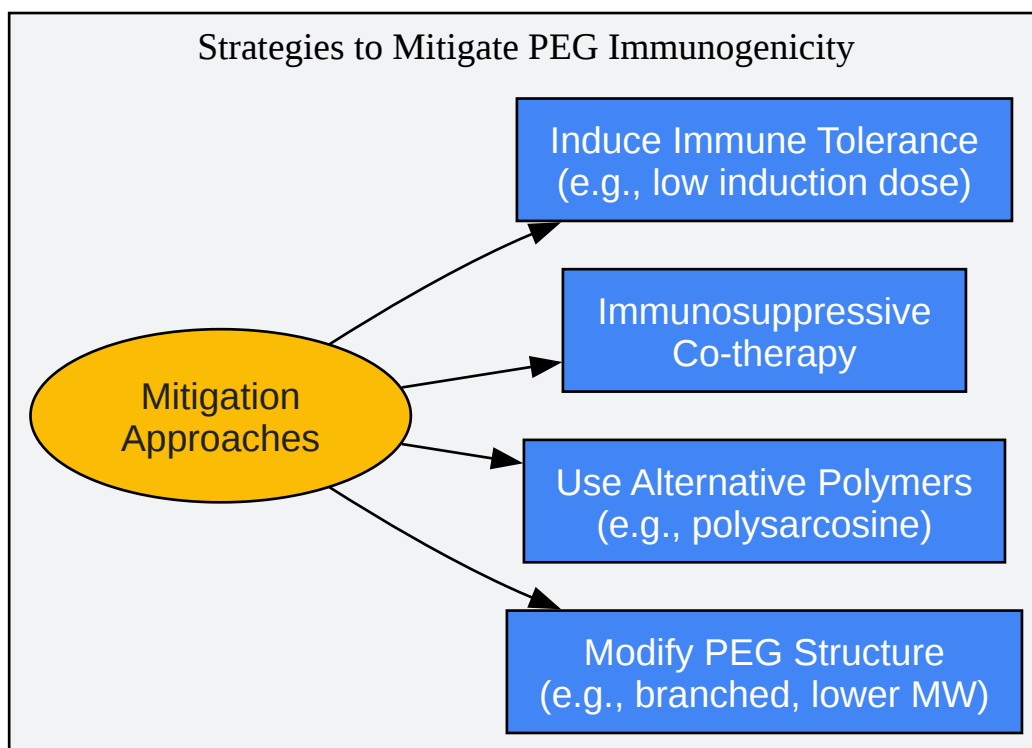 Strategies to Mitigate PEG Immunogenicity
Induce Immune Tolerance
(e.g., low induction dose)
Immunosuppressive
Co-therapy
Mitigation
Approaches
Use Alternative Polymers
(e.g., polysarcosine)
Modify PEG Structure
(e.g., branched, lower MW)